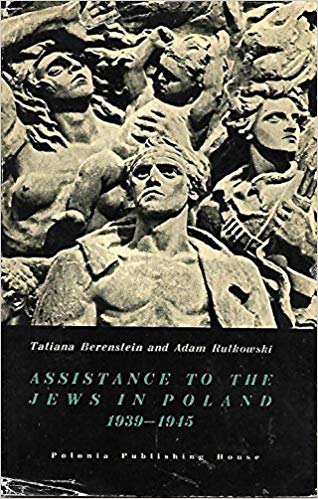 Tatiana Berenstein and Adam Rutkowski
ASSISTANCE TO THE
JEWS IN POLAND
1939—1945
Polonia Publishing House